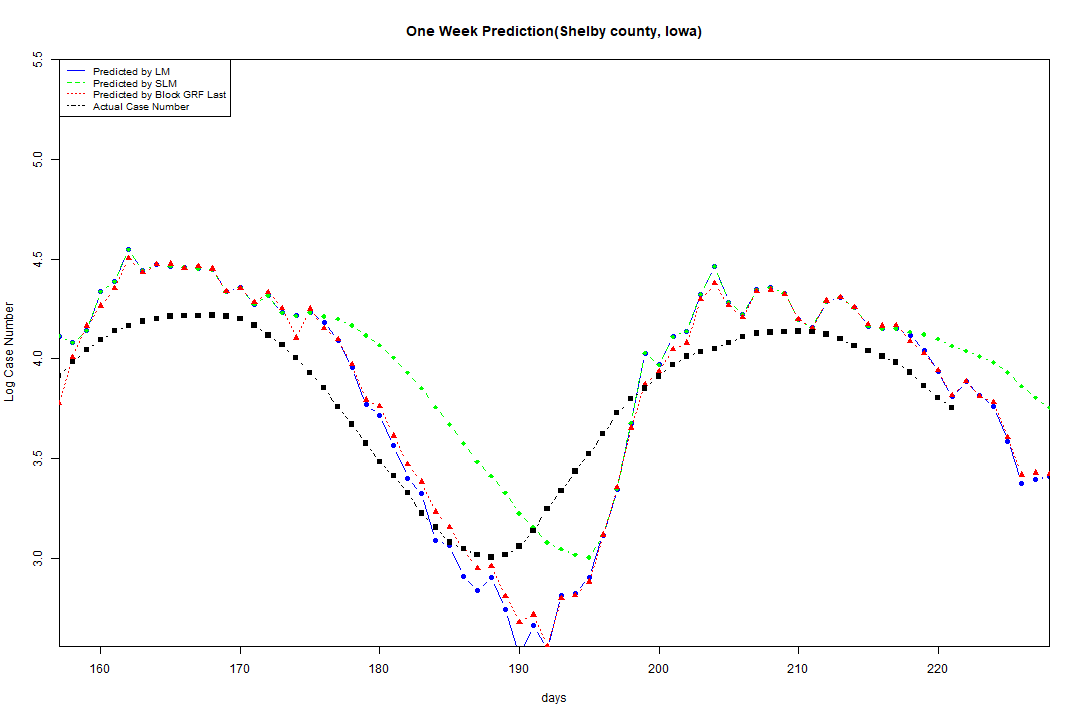 One Week Prediction(Shelby county, Iowa)
5.5
Predicted by LM
Predicted by SLM
Predicted by Block GRF Last
Actual Case Number
5.0
4.5
4.0
3.5
3.0
Log Case Number
160 170 180 190 200 210 220
days